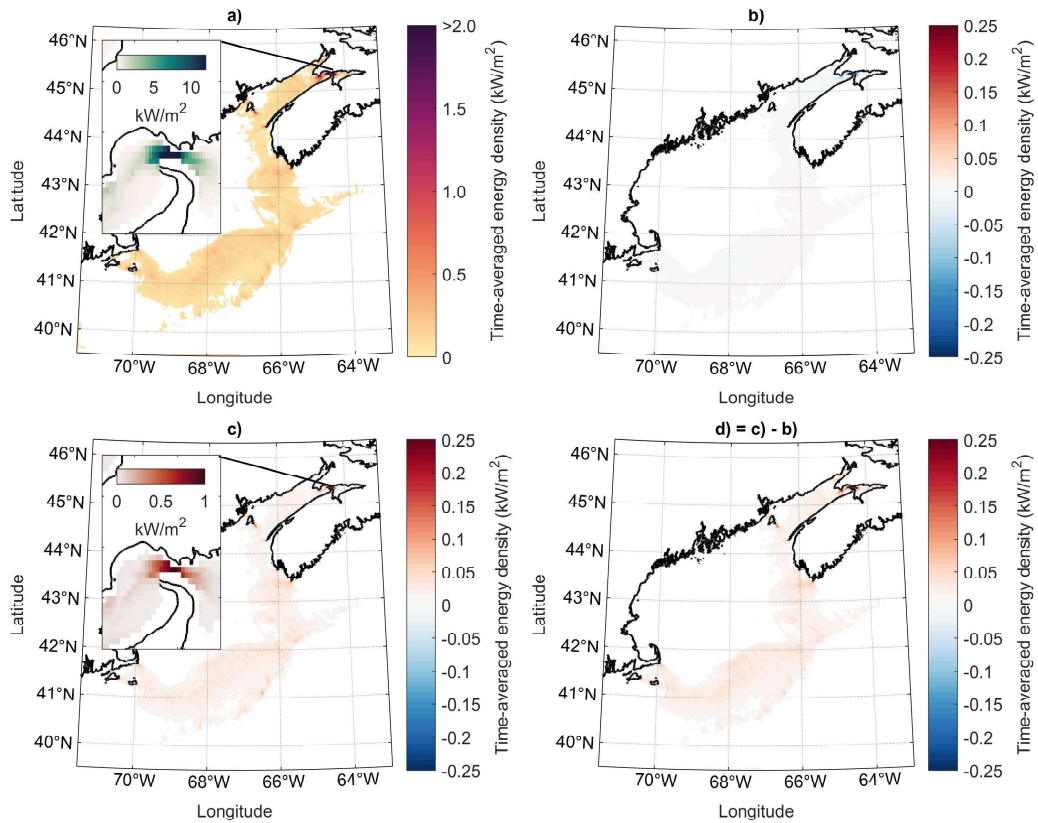 a)
46°N
45°N
44°N
43°N
42°N
41°N
40°N
Latitude
0 5 10
kW/m²
70°W 68°W 66°W 64°W
Longitude
>2.0
1.5
1.0
0.5
0
Time-averaged energy density (kW/m²)
b)
46°N
45°N
44°N
43°N
42°N
41°N
40°N
Latitude
70°W 68°W 66°W 64°W
Longitude
0.25
0.2
0.15
0.1
0.05
0
-0.05
-0.1
-0.15
-0.2
-0.25
Time-averaged energy density (kW/m²)
c)
46°N
45°N
44°N
43°N
42°N
41°N
40°N
Latitude
0 0.5 1
kW/m²
70°W 68°W 66°W 64°W
Longitude
0.25
0.2
0.15
0.1
0.05
0
-0.05
-0.1
-0.15
-0.2
-0.25
Time-averaged energy density (kW/m²)
d) = c) - b)
46°N
45°N
44°N
43°N
42°N
41°N
40°N
Latitude
70°W 68°W 66°W 64°W
Longitude
0.25
0.2
0.15
0.1
0.05
0
-0.05
-0.1
-0.15
-0.2
-0.25
Time-averaged energy density (kW/m²)